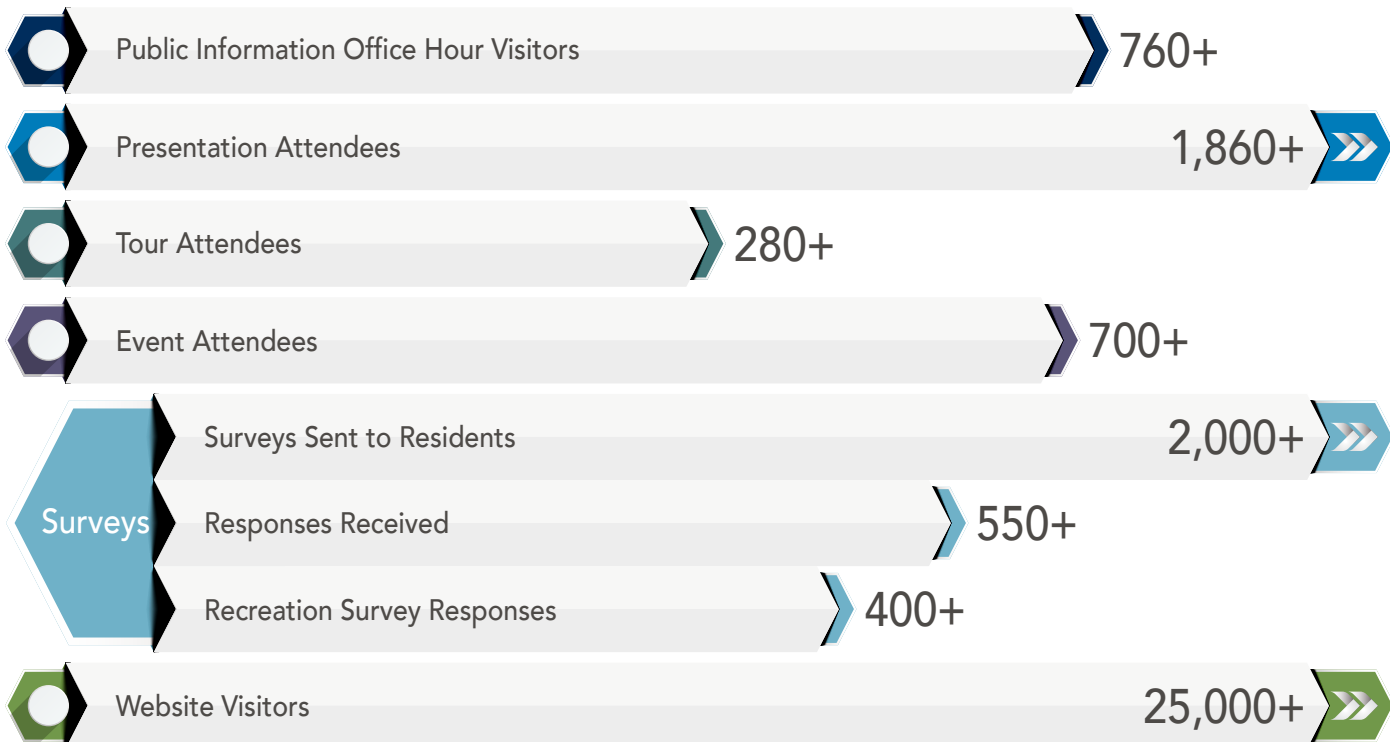 Public Information Office Hour Visitors 760+
Presentation Attendees 1,860+
Tour Attendees 280+
Event Attendees 700+
Surveys Sent to Residents 2,000+
Surveys Responses Received 550+
Recreation Survey Responses 400+
Website Visitors 25,000+